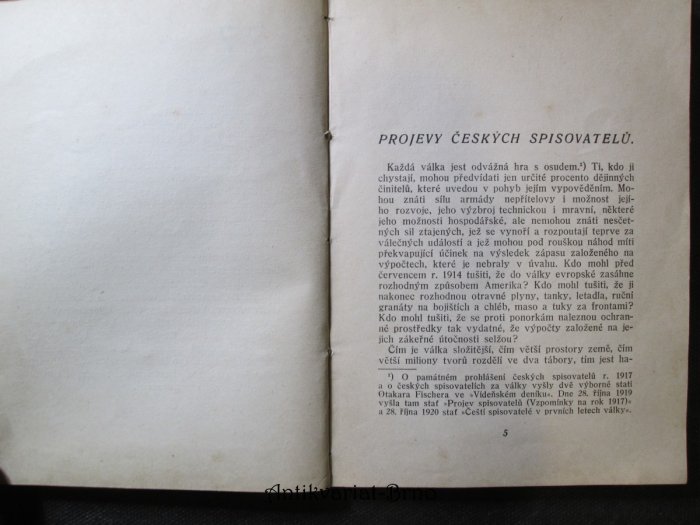 PROJEVY ČESKÝCH SPISOVATELŮ.
Každá válka jest odvážná hra s osudem.¹) Ti, kdo ji
chystají, mohou předvídati jen určité procento dějinných
činitelů, které uvedou v pohyb jejím vypověděním. Mo-
hou znáti sílu armády nepřítelovy i možnost její-
ho rozvoje, jeho výzbroj technickou i mravní, některé
jeho možnosti hospodářské, ale nemohou znáti nesčet-
ných sil ztajených, jež se vynoří a rozpoutají teprve za
válečných událostí a jež mohou pod rouškou náhod míti
překvapující účinek na výsledek zápasu založeného na
výpočtech, které je nebraly v úvahu. Kdo mohl před
červencem r. 1914 tušiti, že do války evropské zasáhne
rozhodným způsobem Amerika? Kdo mohl tušiti, že ji
nakonec rozhodnou otravné plyny, tanky, letadla, ruční
granáty na bojištích a chléb, maso a tuky za frontami?
Kdo mohl tušiti, že se proti ponorkám naleznou ochran-
né prostředky tak vydatné, že výpočty založené na je-
jich zákeřné útočnosti selžou?
Čím je válka složitější, čím větší prostory země, čím
větší miliony tvorů rozdělí ve dva tábory, tím jest ha-
¹) O památném prohlášení českých spisovatelů r. 1917
a o českých spisovatelích za války vyšly dvě výborné stati
Otakara Fischera ve »Vídeňském deníku«. Dne 28. října 1919
vyšla tam stať »Projev spisovatelů (Vzpomínky na rok 1917)«
a 28. října 1920 stať »Čeští spisovatelé v prvních letech války«.
5
Antikvariat-Brno